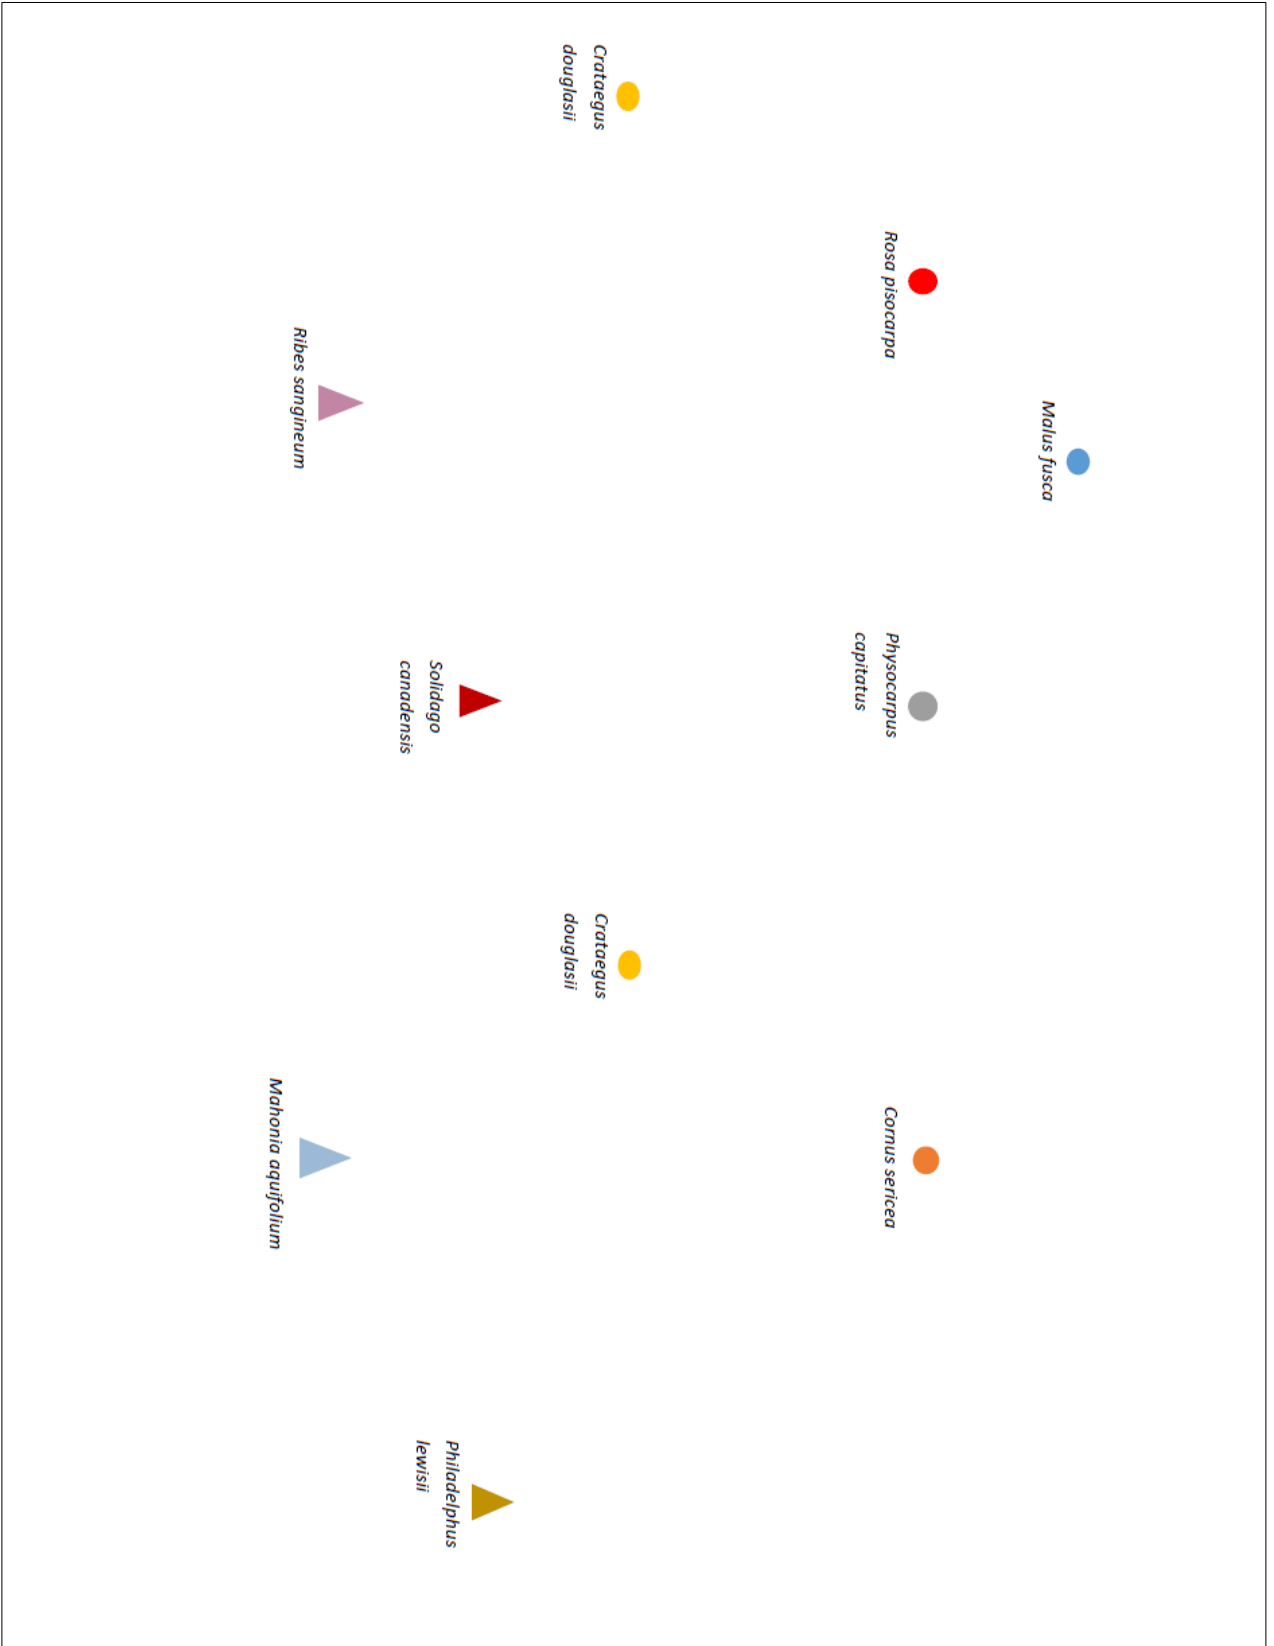 Malus fusca
Rosa pisocarpa
Physocarpus
capitatus
Cornus sericea
Crataegus
douglasii
Crataegus
douglasii
Solidago
canadensis
Philadelphus
lewisii
Ribes sangineum
Mahonia aquifolium